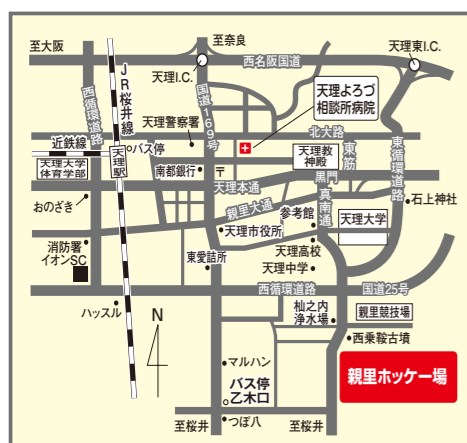 至大阪
至奈良
天理東I.C.
西名阪国道
天理I.C.
JR桜井線
西循環路
国道169号
天理よろづ
相談所病院
天理警察署
北大路
近鉄線
バス停
天理駅
天理大学
体育学部
南都銀行
〒
天理教
神殿
東筋
東循環道路
黒門
天理本通
おのざき
親里大通
参考館
真南通
石上神社
天理大学
天理市役所
消防署
イオンSC
天理高校
東愛詰所
天理中学
西循環道路
国道25号
ハッスル
杣之内
浄水場
親里競技場
西乗鞍古墳
N
マルハン
親里ホッケー場
バス停
乙木口
つぼ八
至桜井
至桜井